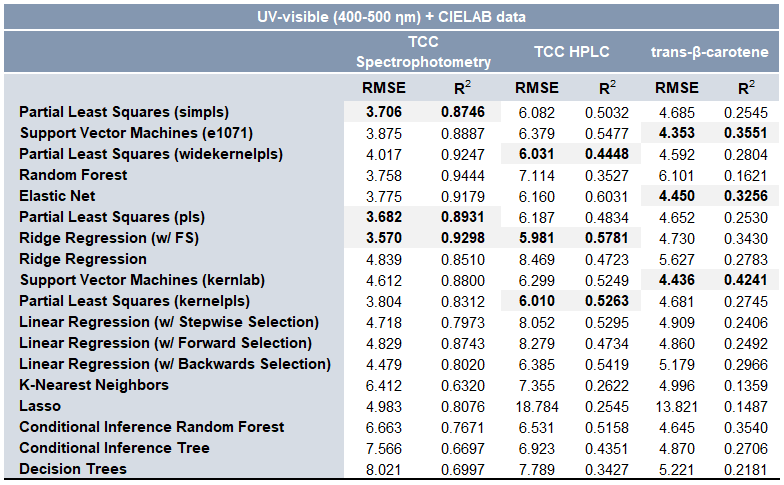 UV-visible (400-500 ηm) + CIELAB data
TCC Spectrophotometry TCC HPLC trans-β-carotene
RMSE R² RMSE R² RMSE R²
Partial Least Squares (simpls) 3.706 0.8746 6.082 0.5032 4.685 0.2545
Support Vector Machines (e1071) 3.875 0.8887 6.379 0.5477 4.353 0.3551
Partial Least Squares (widekernelpls) 4.017 0.9247 6.031 0.4448 4.592 0.2804
Random Forest 3.758 0.9444 7.114 0.3527 6.101 0.1621
Elastic Net 3.775 0.9179 6.160 0.6031 4.450 0.3256
Partial Least Squares (pls) 3.682 0.8931 6.187 0.4834 4.652 0.2530
Ridge Regression (w/ FS) 3.570 0.9298 5.981 0.5781 4.730 0.3430
Ridge Regression 4.839 0.8510 8.469 0.4723 5.627 0.2783
Support Vector Machines (kernlab) 4.612 0.8800 6.299 0.5249 4.436 0.4241
Partial Least Squares (kernelpls) 3.804 0.8312 6.010 0.5263 4.681 0.2745
Linear Regression (w/ Stepwise Selection) 4.718 0.7973 8.052 0.5295 4.909 0.2406
Linear Regression (w/ Forward Selection) 4.829 0.8743 8.279 0.4734 4.860 0.2492
Linear Regression (w/ Backwards Selection) 4.479 0.8020 6.385 0.5419 5.179 0.2966
K-Nearest Neighbors 6.412 0.6320 7.355 0.2622 4.996 0.1359
Lasso 4.983 0.8076 18.784 0.2545 13.821 0.1487
Conditional Inference Random Forest 6.663 0.7671 6.531 0.5158 4.645 0.3540
Conditional Inference Tree 7.566 0.6697 6.923 0.4351 4.870 0.2706
Decision Trees 8.021 0.6997 7.789 0.3427 5.221 0.2181